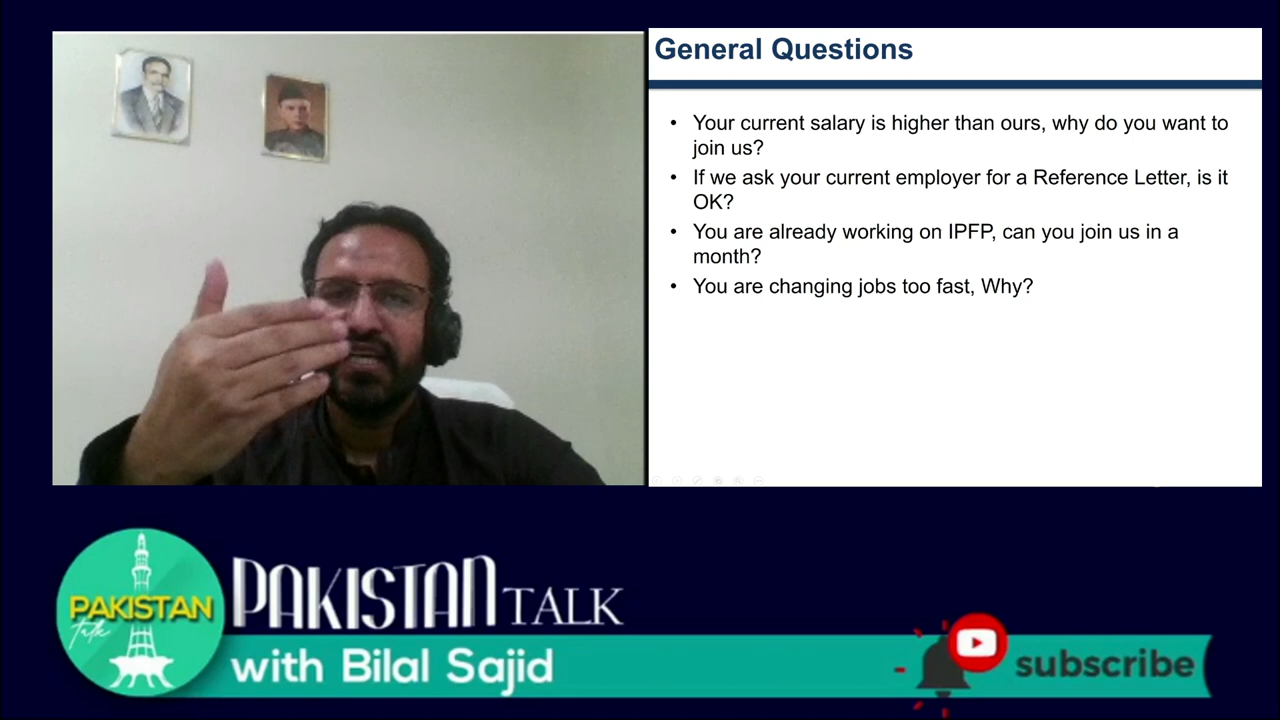 General Questions
• Your current salary is higher than ours, why do you want to
join us?
• If we ask your current employer for a Reference Letter, is it
OK?
• You are already working on IPFP, can you join us in a
month?
• You are changing jobs too fast, Why?
PAKISTAN
Talk
PAKISTAN TALK
with Bilal Sajid
subscribe